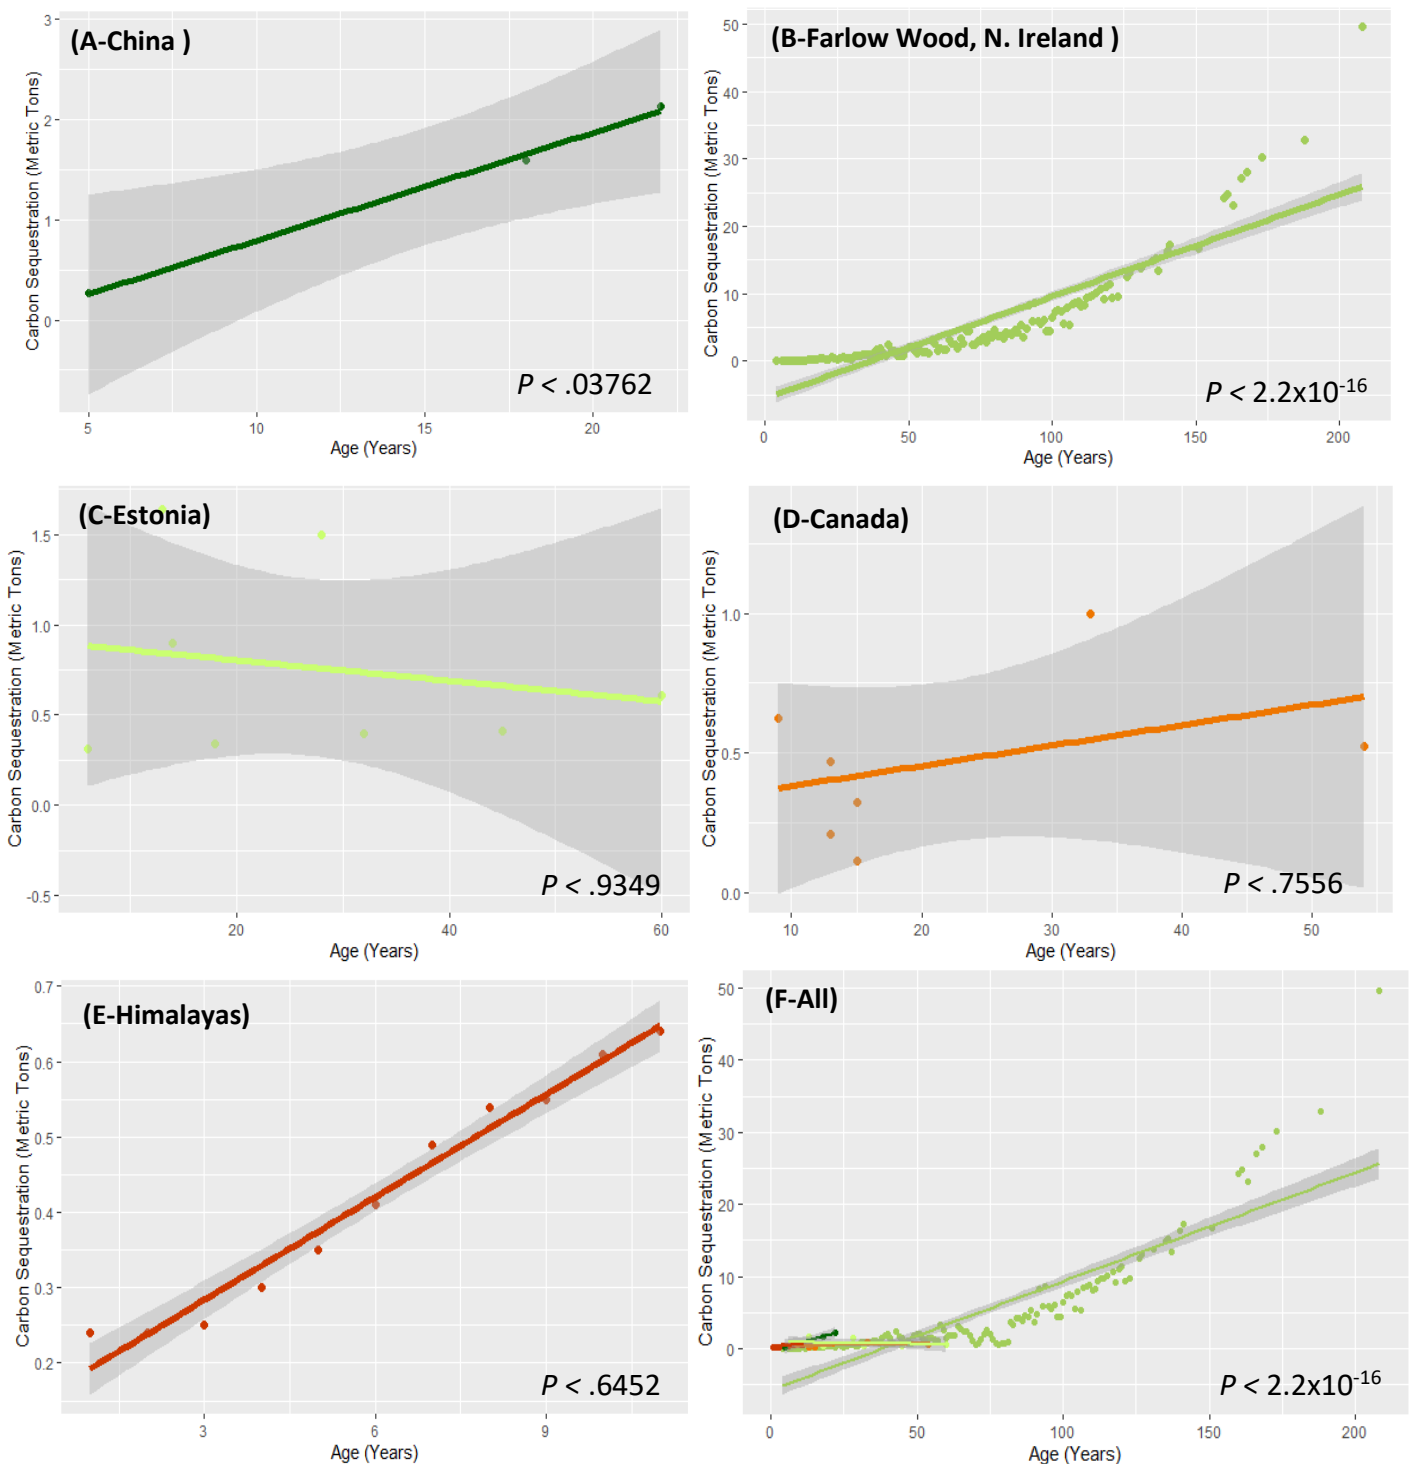 (A-China )
Carbon Sequestration (Metric Tons)
3
2
1
0
P < .03762
5 10 15 20
Age (Years)
(B-Farlow Wood, N. Ireland )
Carbon Sequestration (Metric Tons)
50
40
30
20
10
0
P < 2.2x10-16
0 50 100 150 200
Age (Years)
(C-Estonia)
Carbon Sequestration (Metric Tons)
1.5
1.0
0.5
0.0
-0.5
P < .9349
20 40 60
Age (Years)
(D-Canada)
Carbon Sequestration (Metric Tons)
1.0
0.5
0.0
P < .7556
10 20 30 40 50
Age (Years)
(E-Himalayas)
Carbon Sequestration (Metric Tons)
0.7
0.6
0.5
0.4
0.3
0.2
P < .6452
3 6 9
Age (Years)
(F-All)
Carbon Sequestration (Metric Tons)
50
40
30
20
10
0
P < 2.2x10-16
0 50 100 150 200
Age (Years)